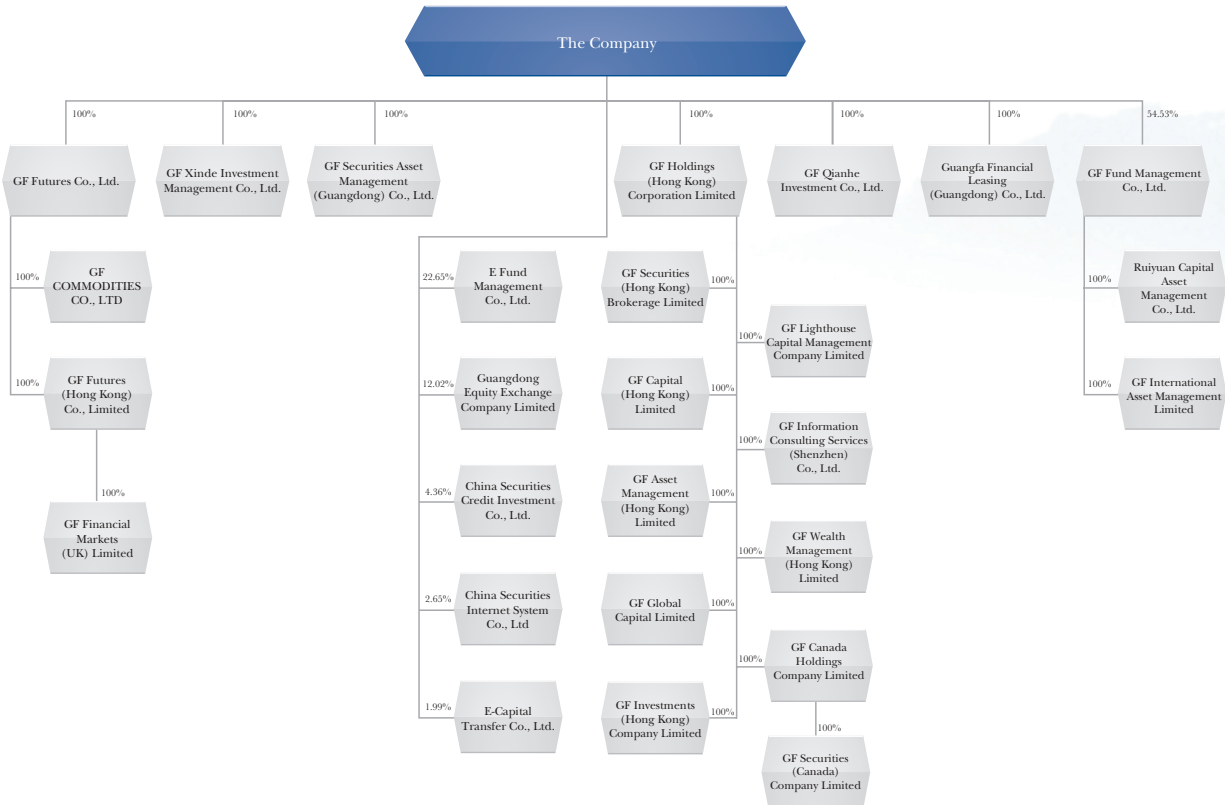 The Company
100%
100%
100%
100%
100%
100%
54.53%
GF Futures Co., Ltd.
GF Xinde Investment
Management Co., Ltd.
GF Securities Asset
Management
(Guangdong) Co., Ltd.
GF Holdings
(Hong Kong)
Corporation Limited
GF Qianhe
Investment Co., Ltd.
Guangfa Financial
Leasing
(Guangdong) Co., Ltd.
GF Fund Management
Co., Ltd.
100%
GF
COMMODITIES
CO., LTD
100%
GF Futures
(Hong Kong)
Co., Limited
100%
GF Financial
Markets
(UK) Limited
22.65%
E Fund
Management
Co., Ltd.
12.02%
Guangdong
Equity Exchange
Company Limited
4.36%
China Securities
Credit Investment
Co., Ltd.
2.65%
China Securities
Internet System
Co., Ltd
1.99%
E-Capital
Transfer Co., Ltd.
GF Securities
(Hong Kong)
Brokerage Limited
100%
GF Capital
(Hong Kong)
Limited
100%
GF Asset
Management
(Hong Kong)
Limited
100%
GF Global
Capital Limited
100%
GF Investments
(Hong Kong)
Company Limited
100%
100%
GF Lighthouse
Capital Management
Company Limited
100%
GF Information
Consulting Services
(Shenzhen)
Co., Ltd.
100%
GF Wealth
Management
(Hong Kong)
Limited
100%
GF Canada
Holdings
Company Limited
100%
GF Securities
(Canada)
Company Limited
100%
Ruiyuan Capital
Asset
Management
Co., Ltd.
100%
GF International
Asset Management
Limited